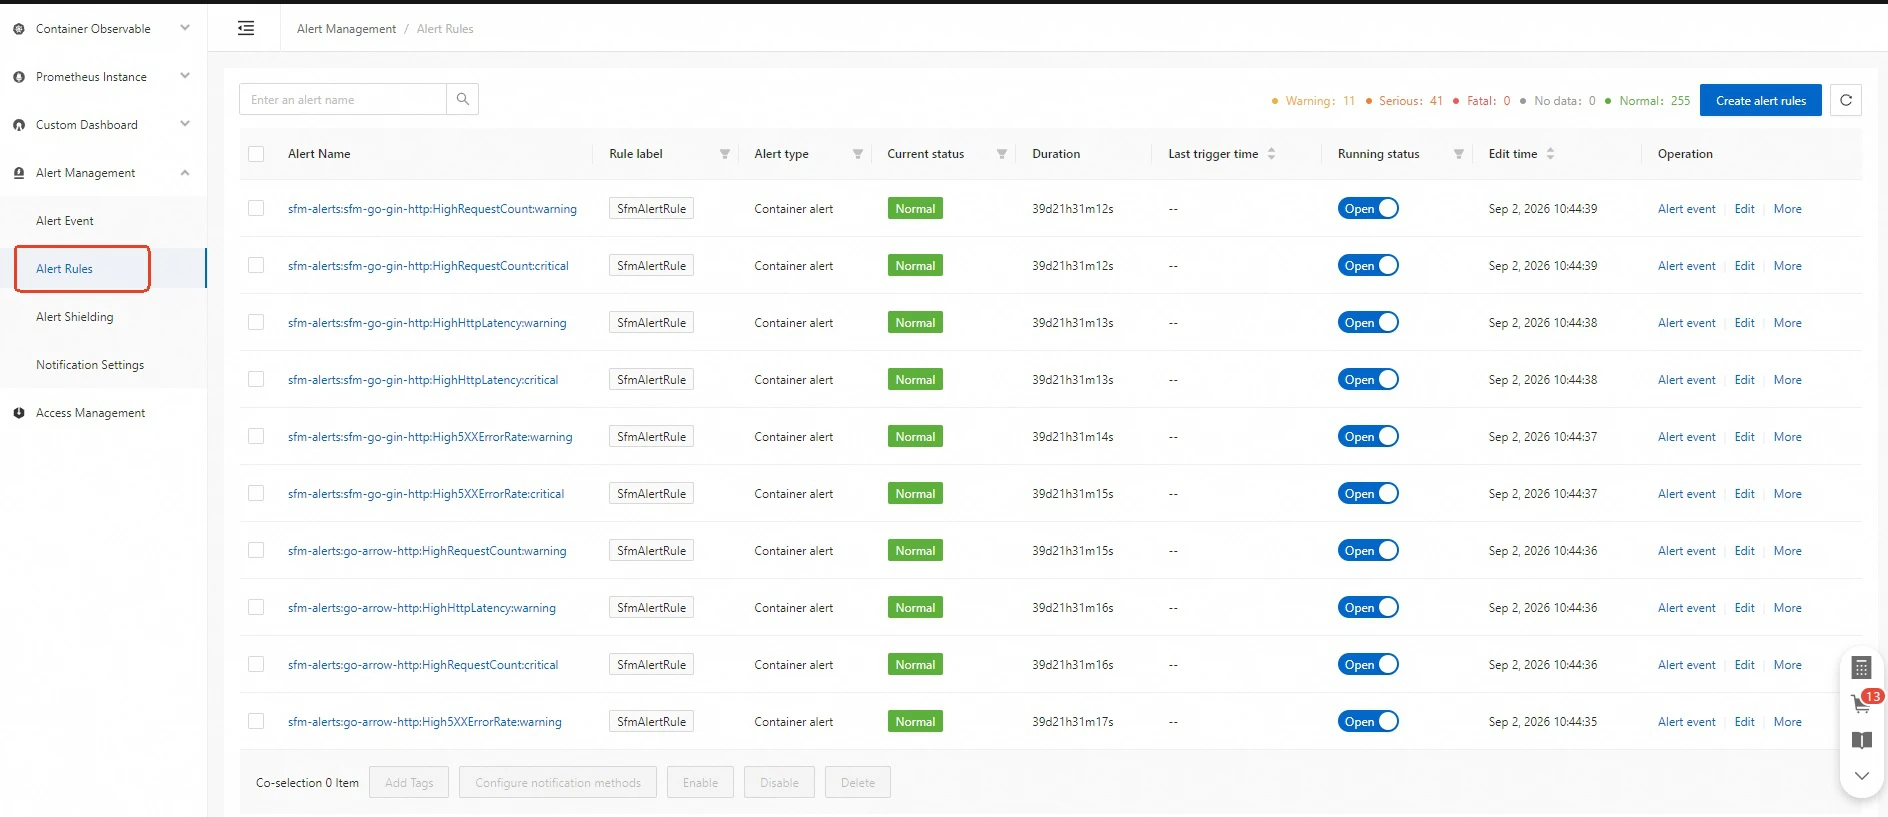 Container Observable
Prometheus Instance
Custom Dashboard
Alert Management
Alert Event
Alert Rules
Alert Shielding
Notification Settings
Access Management
Alert Management / Alert Rules
Enter an alert name
Warning: 11 Serious: 41 Fatal: 0 No data: 0 Normal: 255 Create alert rules
Alert Name Rule label Alert type Current status Duration Last trigger time Running status Edit time Operation
sfm-alerts:sfm-go-gin-http:HighRequestCount:warning SfmAlertRule Container alert Normal 39d21h31m12s -- Open Sep 2, 2026 10:44:39 Alert event Edit More
sfm-alerts:sfm-go-gin-http:HighRequestCount:critical SfmAlertRule Container alert Normal 39d21h31m12s -- Open Sep 2, 2026 10:44:39 Alert event Edit More
sfm-alerts:sfm-go-gin-http:HighHttpLatency:warning SfmAlertRule Container alert Normal 39d21h31m13s -- Open Sep 2, 2026 10:44:38 Alert event Edit More
sfm-alerts:sfm-go-gin-http:HighHttpLatency:critical SfmAlertRule Container alert Normal 39d21h31m13s -- Open Sep 2, 2026 10:44:38 Alert event Edit More
sfm-alerts:sfm-go-gin-http:High5XXErrorRate:warning SfmAlertRule Container alert Normal 39d21h31m14s -- Open Sep 2, 2026 10:44:37 Alert event Edit More
sfm-alerts:sfm-go-gin-http:High5XXErrorRate:critical SfmAlertRule Container alert Normal 39d21h31m15s -- Open Sep 2, 2026 10:44:37 Alert event Edit More
sfm-alerts:go-arrow-http:HighRequestCount:warning SfmAlertRule Container alert Normal 39d21h31m15s -- Open Sep 2, 2026 10:44:36 Alert event Edit More
sfm-alerts:go-arrow-http:HighHttpLatency:warning SfmAlertRule Container alert Normal 39d21h31m16s -- Open Sep 2, 2026 10:44:36 Alert event Edit More
sfm-alerts:go-arrow-http:HighRequestCount:critical SfmAlertRule Container alert Normal 39d21h31m16s -- Open Sep 2, 2026 10:44:36 Alert event Edit More
sfm-alerts:go-arrow-http:High5XXErrorRate:warning SfmAlertRule Container alert Normal 39d21h31m17s -- Open Sep 2, 2026 10:44:35 Alert event Edit More
Co-selection 0 Item Add Tags Configure notification methods Enable Disable Delete
13